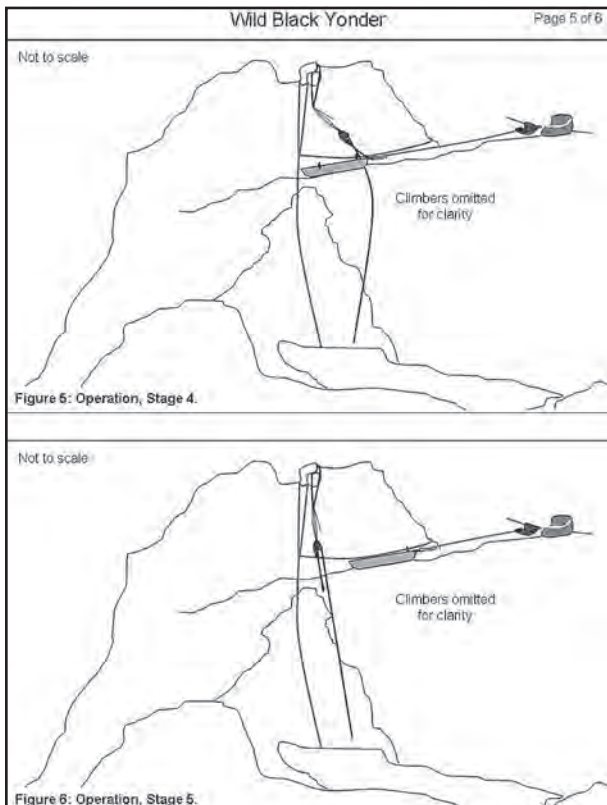 Wild Black Yonder
Page 5 of 6
Not to scale
Climbers omitted
for clarity
Figure 5: Operation, Stage 4.
Not to scale
Climbers omitted
for clarity
Figure 6: Operation, Stage 5.